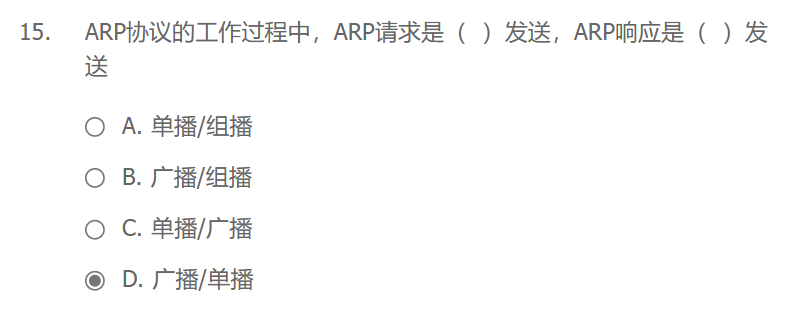 15. ARP协议的工作过程中，ARP请求是（ ）发送，ARP响应是（ ）发
送
A. 单播/组播
B. 广播/组播
C. 单播/广播
D. 广播/单播